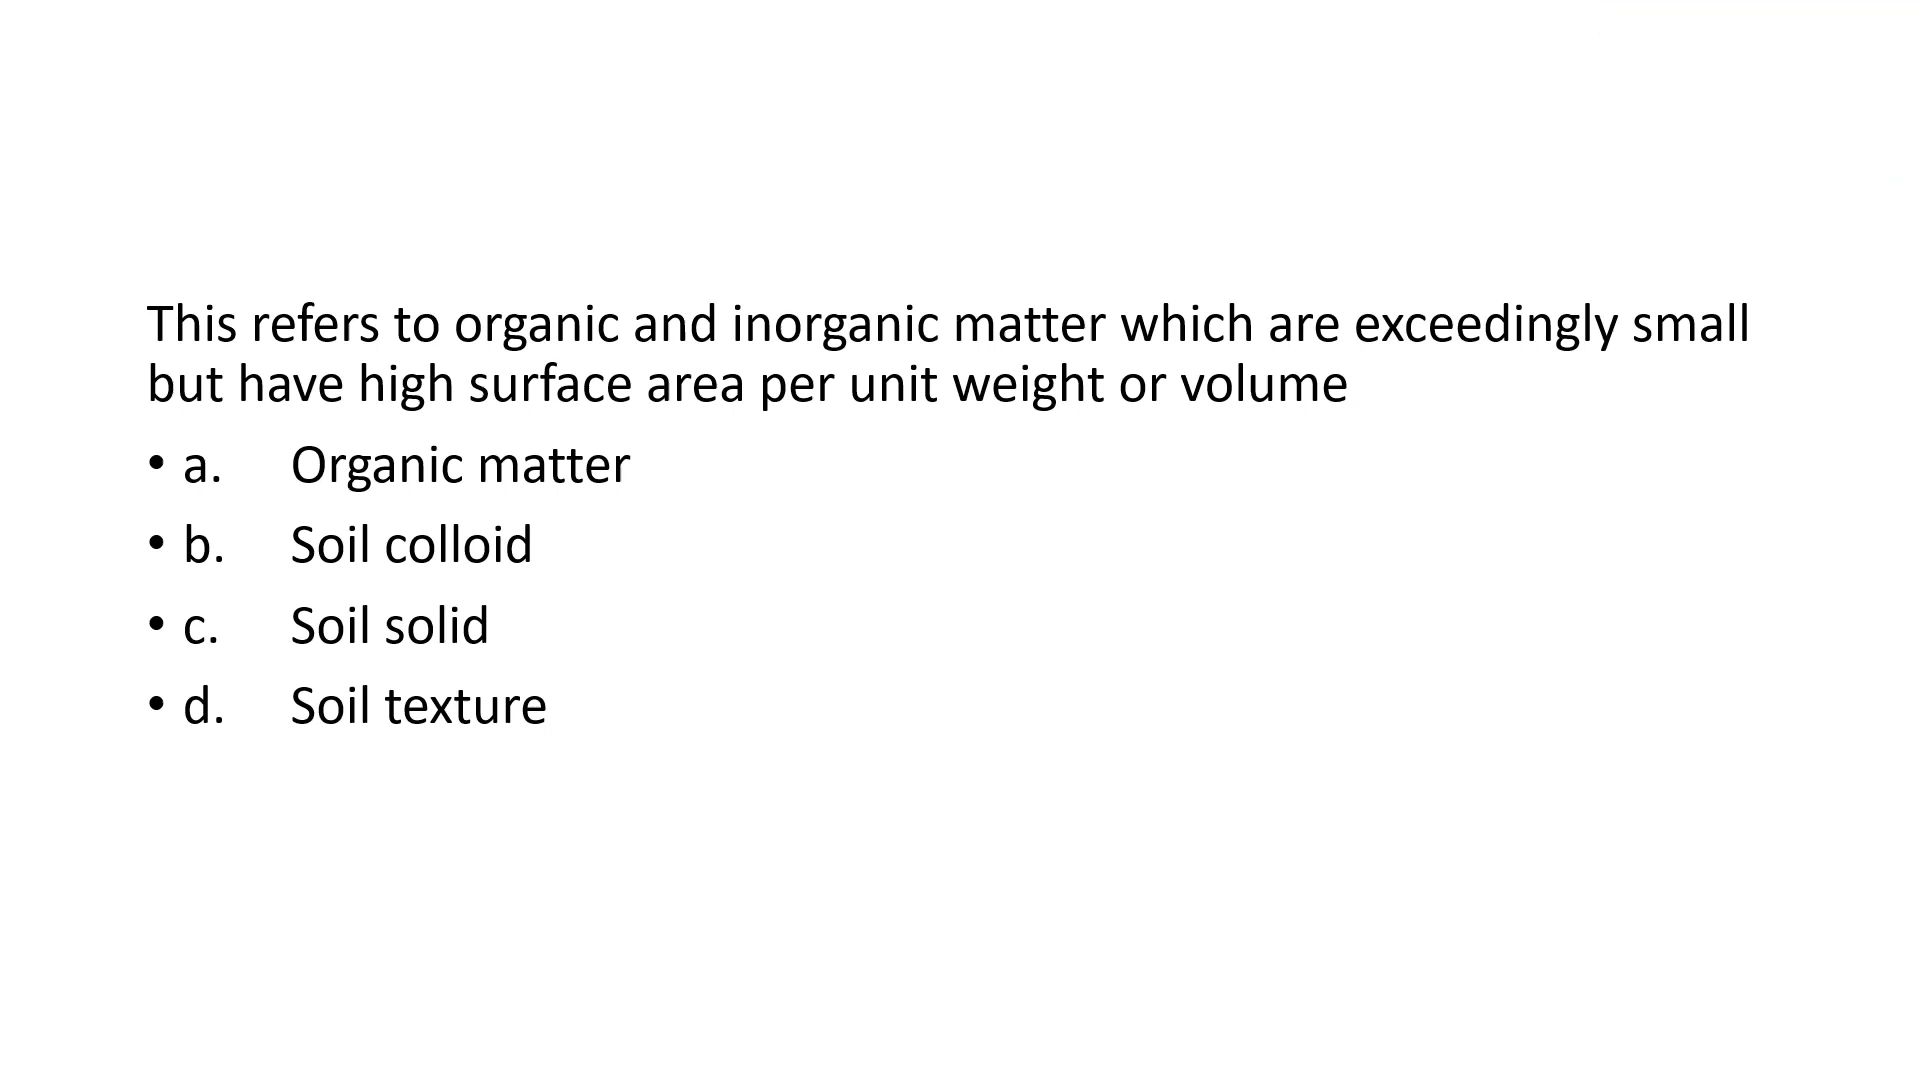 This refers to organic and inorganic matter which are exceedingly small
but have high surface area per unit weight or volume
• a. Organic matter
• b. Soil colloid
• c. Soil solid
• d. Soil texture